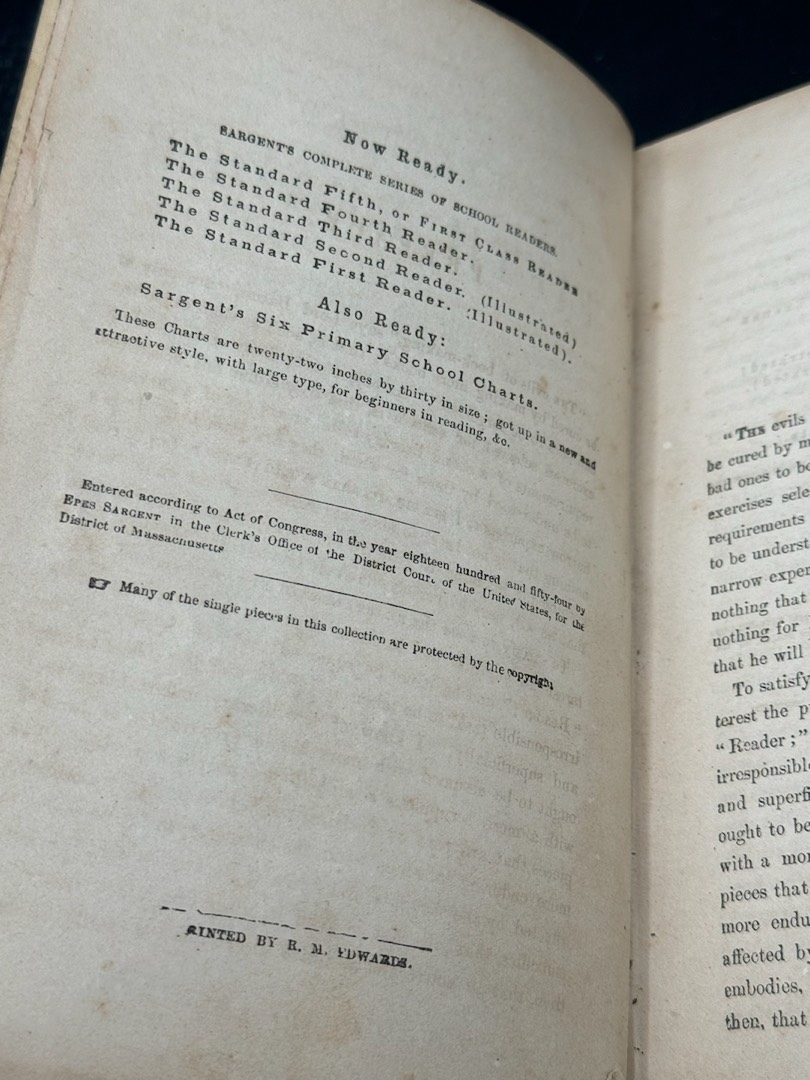 Now Ready.
SARGENT'S COMPLETE SERIES OF SCHOOL READERS.
The Standard Fifth, or FIRST CLASS READER
The Standard Fourth Reader.
The Standard Third Reader.
The Standard Second Reader. (Illustrated)
The Standard First Reader. (Illustrated).
Also Ready:
Sargent's Six Primary School Charts.
These Charts are twenty-two inches by thirty in size; got up in a new and
attractive style, with large type, for beginners in reading, &c.
Entered according to Act of Congress, in the year eighteen hundred and fifty-four by
EPES SARGENT in the Clerk's Office of the District Court of the United States, for the
District of Massachusetts
☞ Many of the single pieces in this collection are protected by the copyright
PRINTED BY R. M. EDWARDS.
"THE evils
be cured by m
bad ones to be
exercises sele
requirements
to be underst
narrow exper
nothing that
nothing for
that he will
To satisfy
terest the p
"Reader;"
irresponsible
and superfi
ought to be
with a mor
pieces that
more endu
affected by
embodies,
then, that